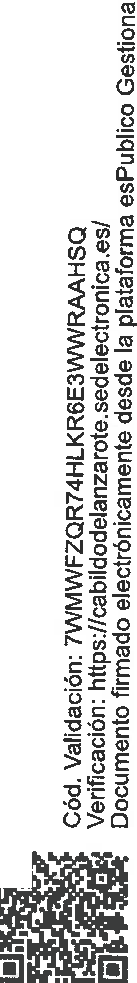 Cód. Validación: 7WMWFZQR74HLKR6E3WWRAAHSQ
Verificación: https://cabildodelanzarote.sedelectronica.es/
Documento firmado electrónicamente desde la plataforma esPublico Gestiona